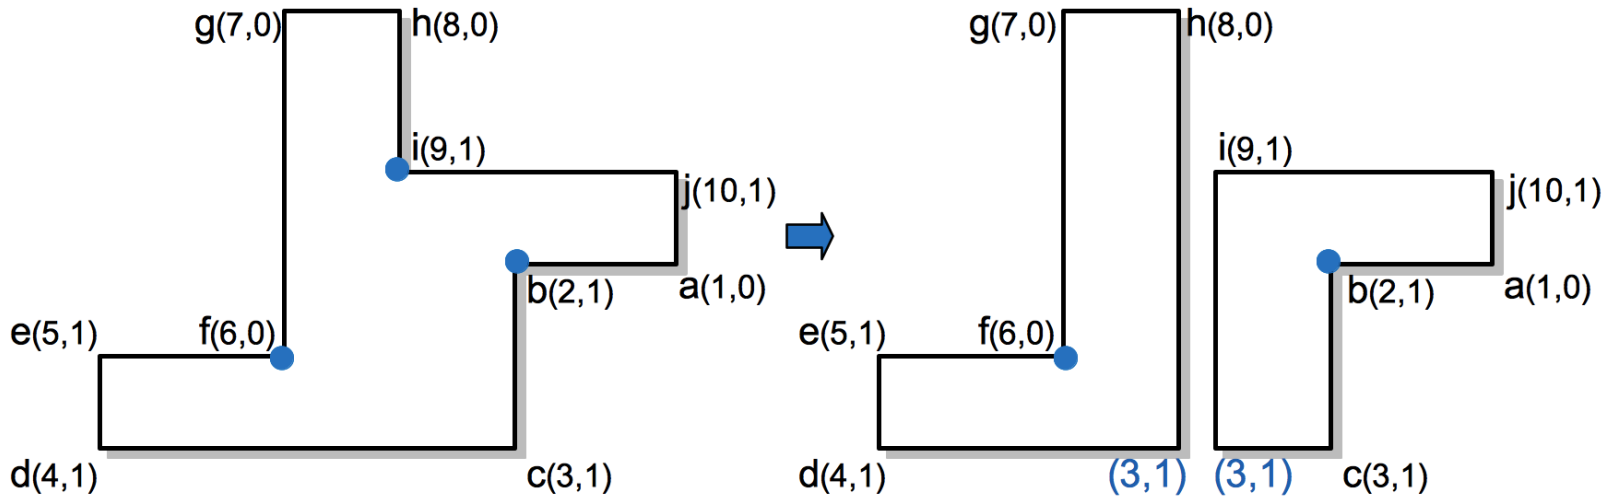 g(7,0)
h(8,0)
i(9,1)
j(10,1)
b(2,1)
a(1,0)
e(5,1)
f(6,0)
d(4,1)
c(3,1)
g(7,0)
h(8,0)
i(9,1)
j(10,1)
b(2,1)
a(1,0)
e(5,1)
f(6,0)
d(4,1)
(3,1)
(3,1)
c(3,1)